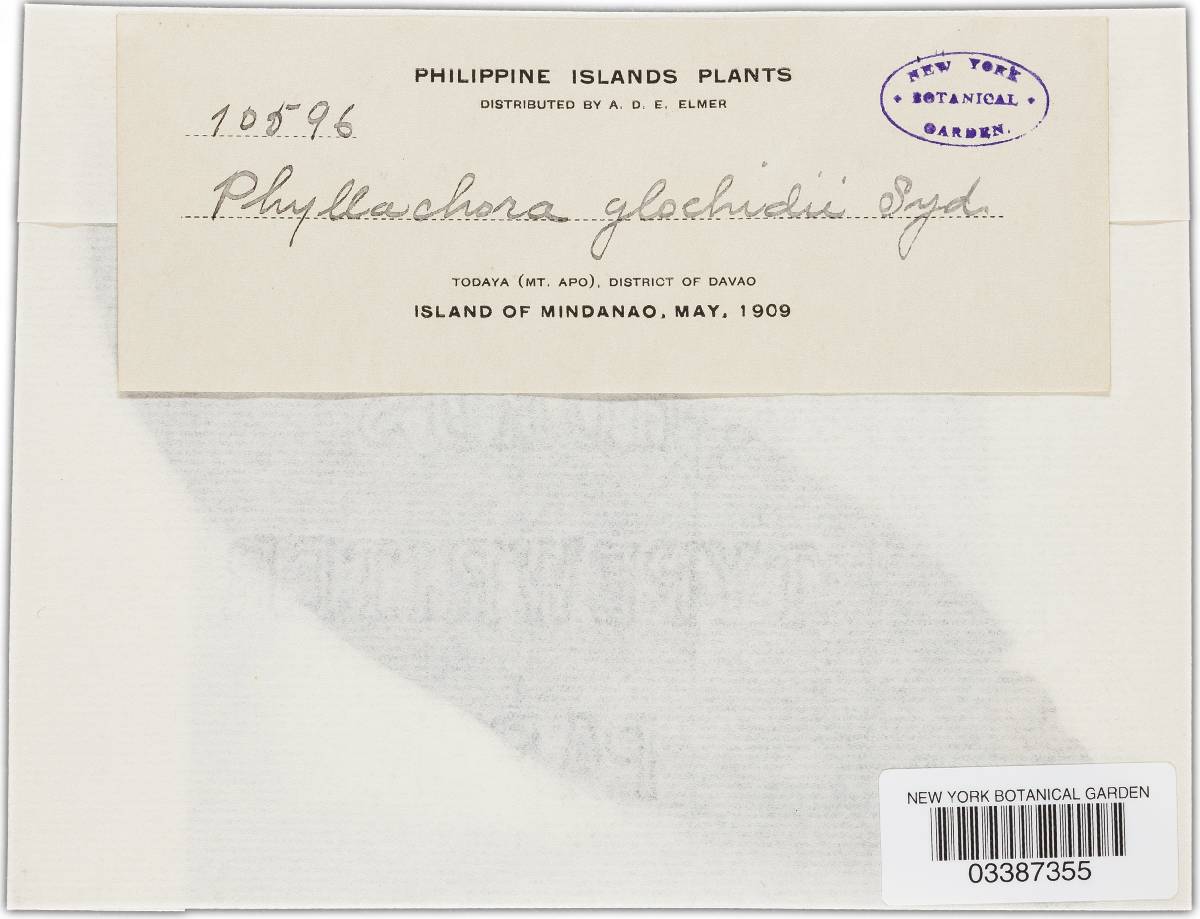 PHILIPPINE ISLANDS PLANTS
DISTRIBUTED BY A. D. E. ELMER
NEW YORK
BOTANICAL
GARDEN.
10596
Phyllachora glochidii Syd.
TODAYA (MT. APO), DISTRICT OF DAVAO
ISLAND OF MINDANAO, MAY, 1909
NEW YORK BOTANICAL GARDEN
03387355